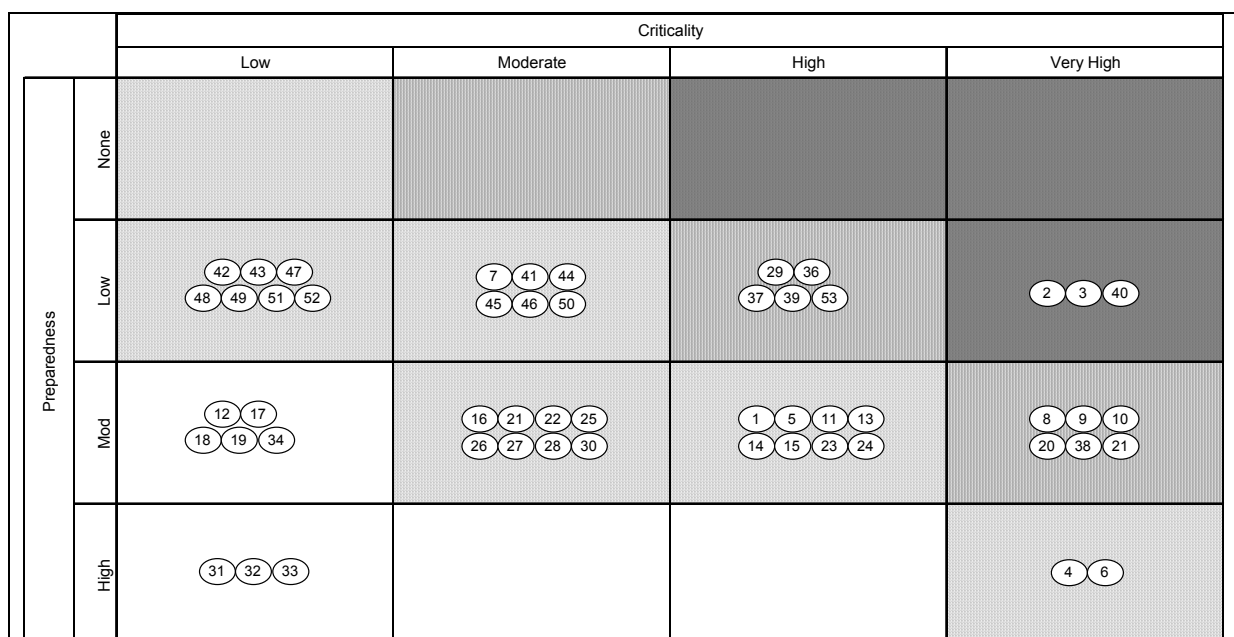 Criticality
Low Moderate High Very High
Preparedness
None
Low
42 43 47
48 49 51 52
7 41 44
45 46 50
29 36
37 39 53
2 3 40
Mod
12 17
18 19 34
16 21 22 25
26 27 28 30
1 5 11 13
14 15 23 24
8 9 10
20 38 21
High
31 32 33
4 6